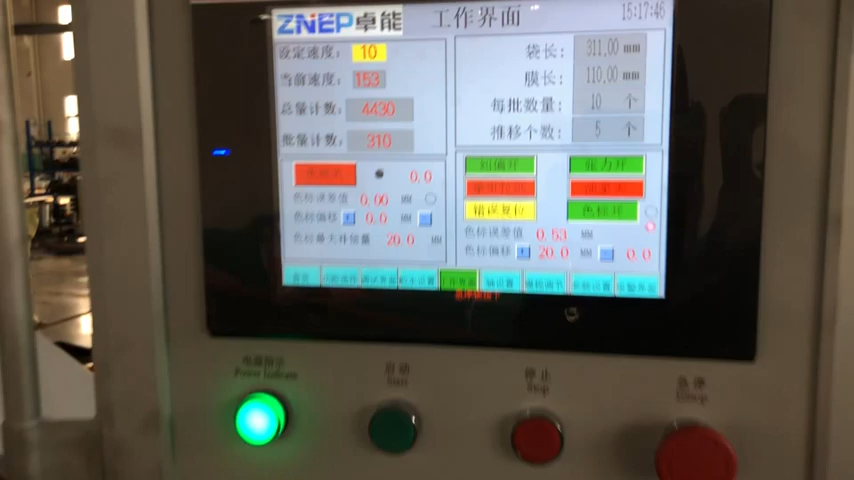 ZNEP卓能 工作界面 15:17:46
设定速度: 10
当前速度: 153
总量计数: 4430
批量计数: 310
袋长: 311.00 mm
膜长: 110.00 mm
每批数量: 10 个
推移个数: 5 个
0.0
色标误差值 0.00 MM
色标偏移 0.0 MM
色标最大补偿量 20.0 MM
纠偏开 张力开
错误复位 色标开
色标误差值 0.53 MM
色标偏移 20.0 MM 0.0
工作界面 轴设置
电源指示 启动 停止 急停
Power Indicate Start Stop EStop